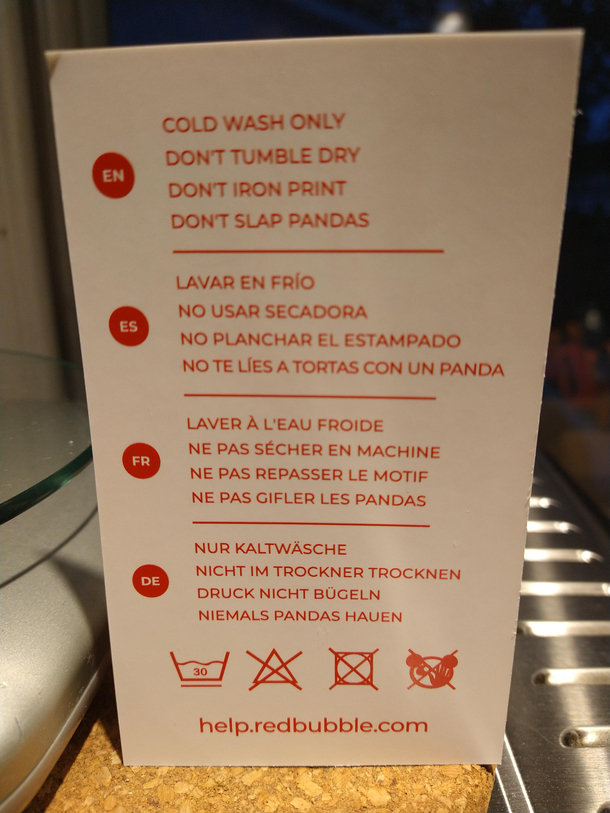 EN
COLD WASH ONLY
DON'T TUMBLE DRY
DON'T IRON PRINT
DON'T SLAP PANDAS
ES
LAVAR EN FRÍO
NO USAR SECADORA
NO PLANCHAR EL ESTAMPADO
NO TE LÍES A TORTAS CON UN PANDA
FR
LAVER À L'EAU FROIDE
NE PAS SÉCHER EN MACHINE
NE PAS REPASSER LE MOTIF
NE PAS GIFLER LES PANDAS
DE
NUR KALTWÄSCHE
NICHT IM TROCKNER TROCKNEN
DRUCK NICHT BÜGELN
NIEMALS PANDAS HAUEN
30
help.redbubble.com